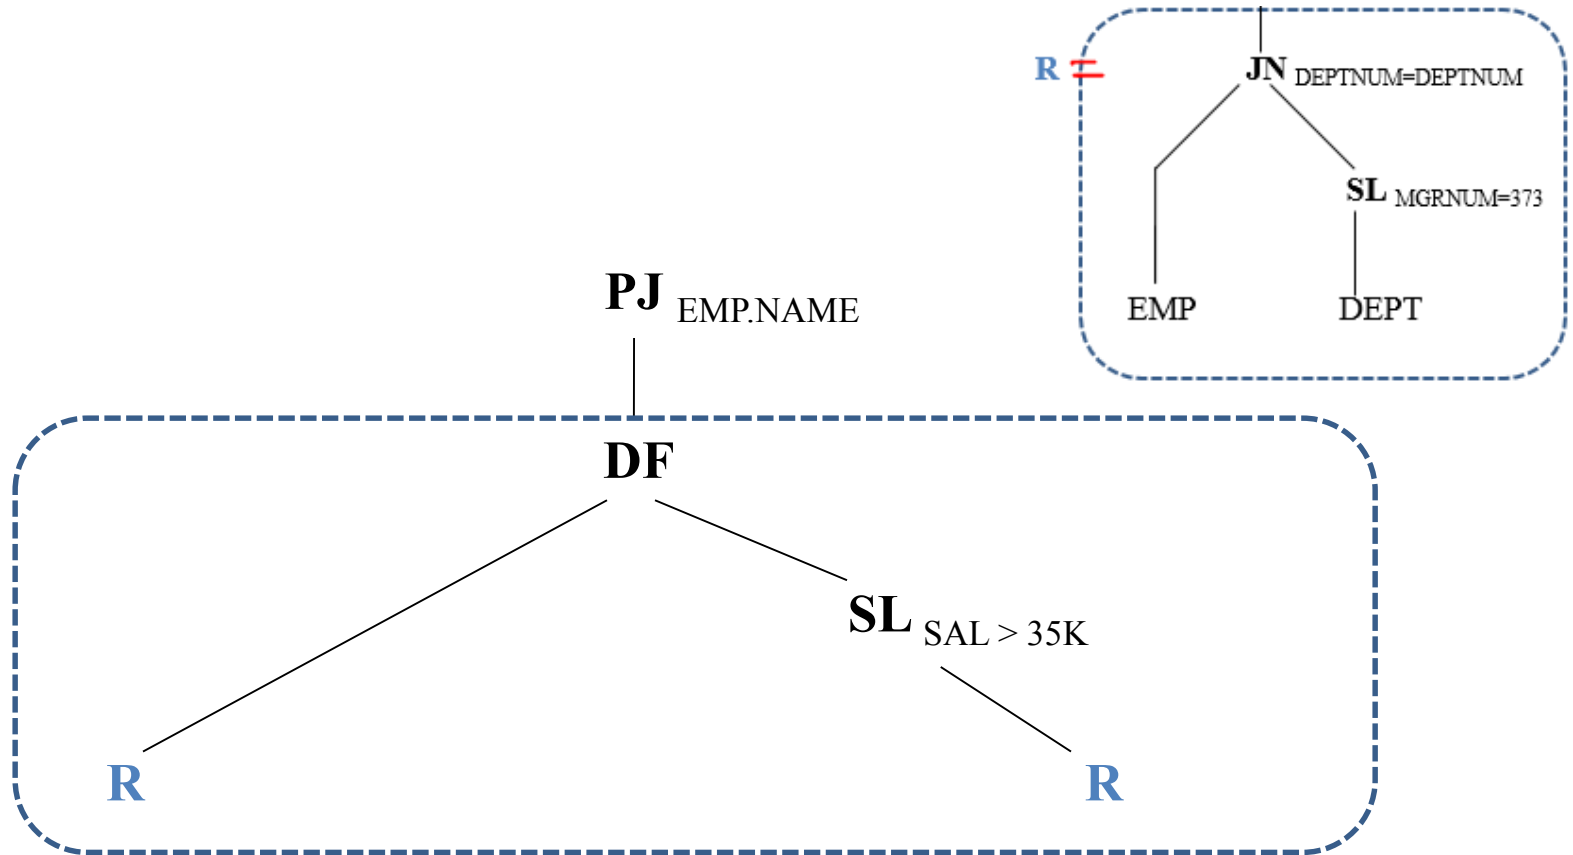 R = JN DEPTNUM=DEPTNUM
SL MGRNUM=373
EMP DEPT
PJ EMP.NAME
DF
SL SAL > 35K
R R